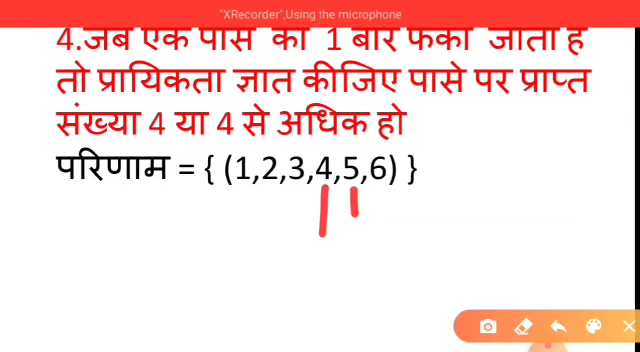 "XRecorder",Using the microphone
4.जब एक पासे को 1 बार फेंका जाता है
तो प्रायिकता ज्ञात कीजिए पासे पर प्राप्त
संख्या 4 या 4 से अधिक हो
परिणाम = { (1,2,3,4,5,6) }